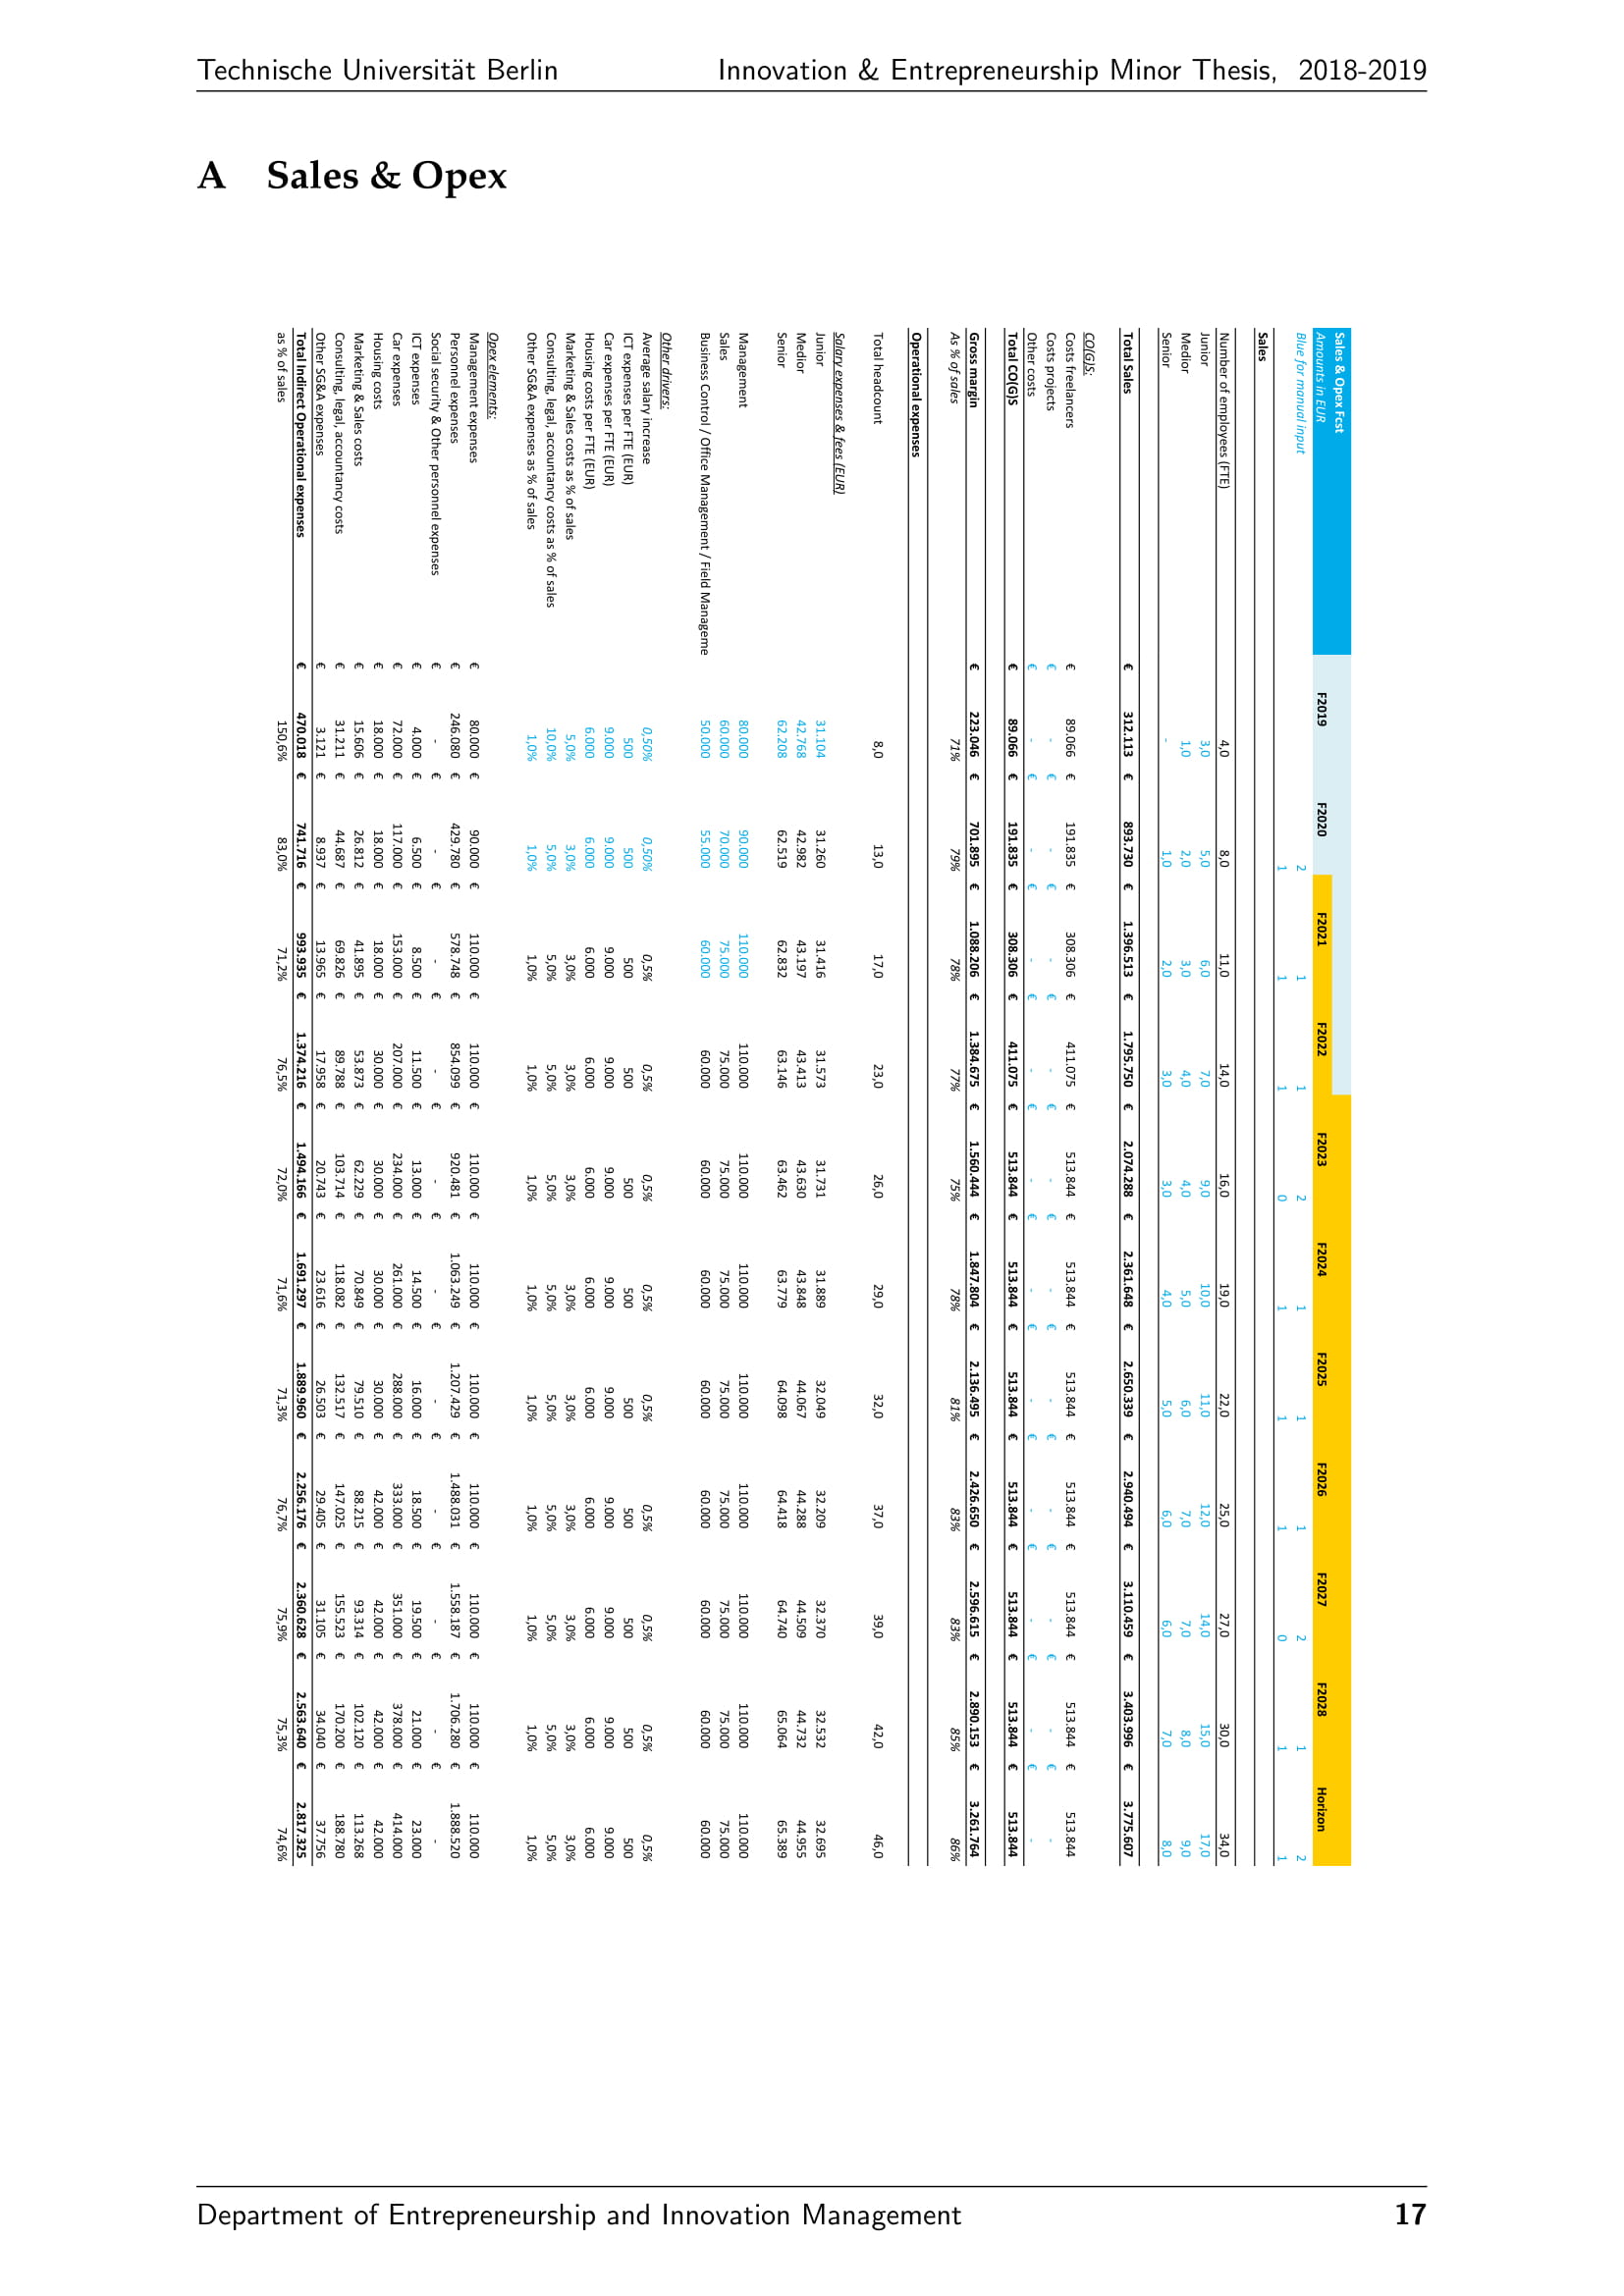 Technische Universität Berlin Innovation & Entrepreneurship Minor Thesis, 2018-2019
A Sales & Opex
Sales & Opex Fcst
Amounts in EUR F2019 F2020 F2021 F2022 F2023 F2024 F2025 F2026 F2027 F2028 Horizon
Blue for manual input 2 1 1 2 1 1 1 2 1 2
1 1 1 0 1 1 1 0 1 1
Sales
Number of employees (FTE) 4,0 8,0 11,0 14,0 16,0 19,0 22,0 25,0 27,0 30,0 34,0
Junior 3,0 5,0 6,0 7,0 9,0 10,0 11,0 12,0 14,0 15,0 17,0
Medior 1,0 2,0 3,0 4,0 4,0 5,0 6,0 7,0 7,0 8,0 9,0
Senior - 1,0 2,0 3,0 3,0 4,0 5,0 6,0 6,0 7,0 8,0
Total Sales € 312.113 € 893.730 € 1.396.513 € 1.795.750 € 2.074.288 € 2.361.648 € 2.650.339 € 2.940.494 € 3.110.459 € 3.403.996 € 3.775.607
CO(G)S:
Costs freelancers € 89.066 € 191.835 € 308.306 € 411.075 € 513.844 € 513.844 € 513.844 € 513.844 € 513.844 € 513.844 € 513.844
Costs projects € - € - € - € - € - € - € - € - € - € - € -
Other costs € - € - € - € - € - € - € - € - € - € - € -
Total CO(G)S € 89.066 € 191.835 € 308.306 € 411.075 € 513.844 € 513.844 € 513.844 € 513.844 € 513.844 € 513.844 € 513.844
Gross margin € 223.046 € 701.895 € 1.088.206 € 1.384.675 € 1.560.444 € 1.847.804 € 2.136.495 € 2.426.650 € 2.596.615 € 2.890.153 € 3.261.764
As % of sales 71% 79% 78% 77% 75% 78% 81% 83% 83% 85% 86%
Operational expenses
Total headcount 8,0 13,0 17,0 23,0 26,0 29,0 32,0 37,0 39,0 42,0 46,0
Salary expenses & fees (EUR)
Junior 31.104 31.260 31.416 31.573 31.731 31.889 32.049 32.209 32.370 32.532 32.695
Medior 42.768 42.982 43.197 43.413 43.630 43.848 44.067 44.288 44.509 44.732 44.955
Senior 62.208 62.519 62.832 63.146 63.462 63.779 64.098 64.418 64.740 65.064 65.389
Management 80.000 90.000 110.000 110.000 110.000 110.000 110.000 110.000 110.000 110.000 110.000
Sales 60.000 70.000 75.000 75.000 75.000 75.000 75.000 75.000 75.000 75.000 75.000
Business Control / Office Management / Field Manageme 50.000 55.000 60.000 60.000 60.000 60.000 60.000 60.000 60.000 60.000 60.000
Other drivers:
Average salary increase 0,50% 0,50% 0,5% 0,5% 0,5% 0,5% 0,5% 0,5% 0,5% 0,5% 0,5%
ICT expenses per FTE (EUR) 500 500 500 500 500 500 500 500 500 500 500
Car expenses per FTE (EUR) 9.000 9.000 9.000 9.000 9.000 9.000 9.000 9.000 9.000 9.000 9.000
Housing costs per FTE (EUR) 6.000 6.000 6.000 6.000 6.000 6.000 6.000 6.000 6.000 6.000 6.000
Marketing & Sales costs as % of sales 5,0% 3,0% 3,0% 3,0% 3,0% 3,0% 3,0% 3,0% 3,0% 3,0% 3,0%
Consulting, legal, accountancy costs as % of sales 10,0% 5,0% 5,0% 5,0% 5,0% 5,0% 5,0% 5,0% 5,0% 5,0% 5,0%
Other SG&A expenses as % of sales 1,0% 1,0% 1,0% 1,0% 1,0% 1,0% 1,0% 1,0% 1,0% 1,0% 1,0%
Opex elements:
Management expenses € 80.000 € 90.000 € 110.000 € 110.000 € 110.000 € 110.000 € 110.000 € 110.000 € 110.000 € 110.000 € 110.000
Personnel expenses € 246.080 € 429.780 € 578.748 € 854.099 € 920.481 € 1.063.249 € 1.207.429 € 1.488.031 € 1.558.187 € 1.706.280 € 1.888.520
Social security & Other personnel expenses € - € - € - € - € - € - € - € - € - € - € -
ICT expenses € 4.000 € 6.500 € 8.500 € 11.500 € 13.000 € 14.500 € 16.000 € 18.500 € 19.500 € 21.000 € 23.000
Car expenses € 72.000 € 117.000 € 153.000 € 207.000 € 234.000 € 261.000 € 288.000 € 333.000 € 351.000 € 378.000 € 414.000
Housing costs € 18.000 € 18.000 € 18.000 € 30.000 € 30.000 € 30.000 € 30.000 € 42.000 € 42.000 € 42.000 € 42.000
Marketing & Sales costs € 15.606 € 26.812 € 41.895 € 53.873 € 62.229 € 70.849 € 79.510 € 88.215 € 93.314 € 102.120 € 113.268
Consulting, legal, accountancy costs € 31.211 € 44.687 € 69.826 € 89.788 € 103.714 € 118.082 € 132.517 € 147.025 € 155.523 € 170.200 € 188.780
Other SG&A expenses € 3.121 € 8.937 € 13.965 € 17.958 € 20.743 € 23.616 € 26.503 € 29.405 € 31.105 € 34.040 € 37.756
Total Indirect Operational expenses € 470.018 € 741.716 € 993.935 € 1.374.216 € 1.494.166 € 1.691.297 € 1.889.960 € 2.256.176 € 2.360.628 € 2.563.640 € 2.817.325
as % of sales 150,6% 83,0% 71,2% 76,5% 72,0% 71,6% 71,3% 76,7% 75,9% 75,3% 74,6%
Department of Entrepreneurship and Innovation Management 17